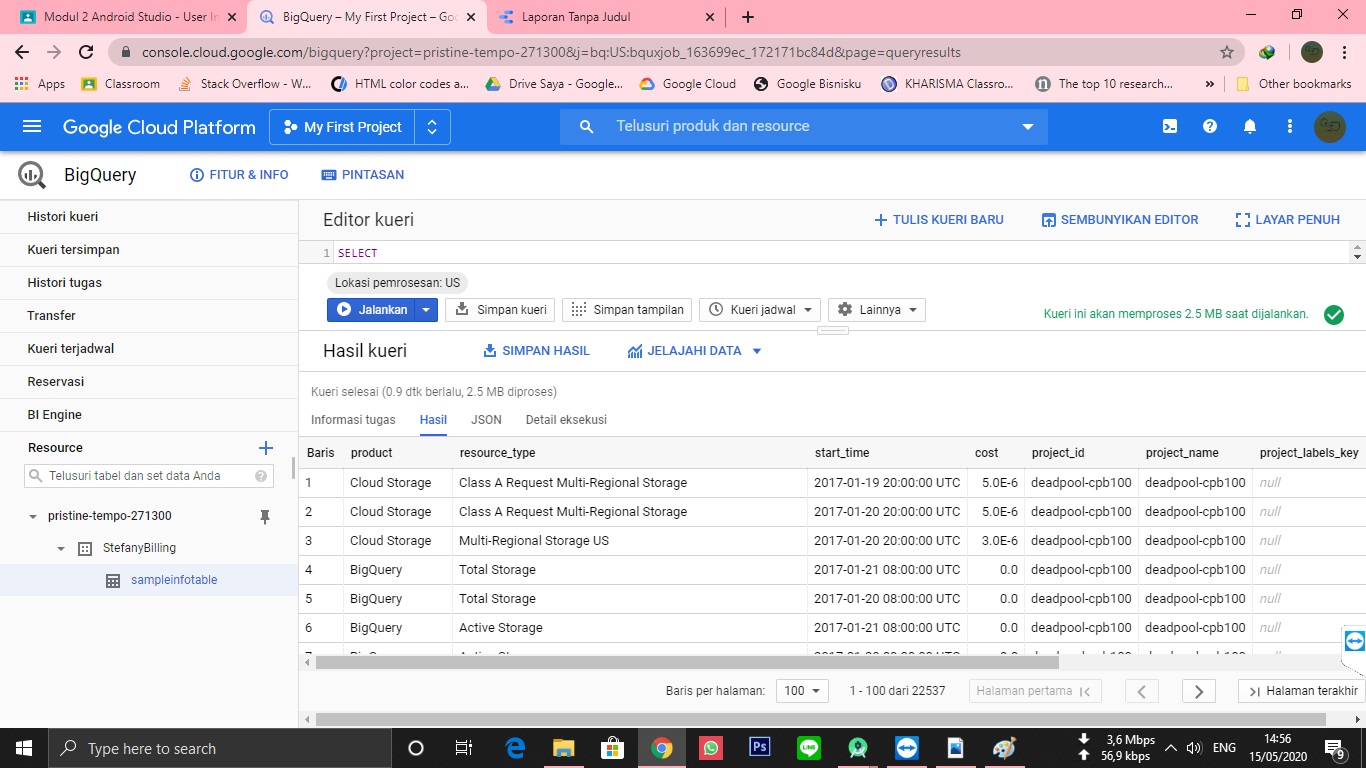 Modul 2 Android Studio - User In
BigQuery – My First Project – Goo
Laporan Tanpa Judul
console.cloud.google.com/bigquery?project=pristine-tempo-271300&j=bq:US:bquxjob_163699ec_172171bc84d&page=queryresults
Apps
Classroom
Stack Overflow - W...
HTML color codes a...
Drive Saya - Google...
Google Cloud
Google Bisnisku
KHARISMA Classro...
The top 10 research...
»
Other bookmarks
Google Cloud Platform
My First Project
Telusuri produk dan resource
BigQuery
FITUR & INFO
PINTASAN
Histori kueri
Kueri tersimpan
Histori tugas
Transfer
Kueri terjadwal
Reservasi
BI Engine
Resource
Telusuri tabel dan set data Anda
pristine-tempo-271300
StefanyBilling
sampleinfotable
Editor kueri
TULIS KUERI BARU
SEMBUNYIKAN EDITOR
LAYAR PENUH
1 SELECT
Lokasi pemrosesan: US
Jalankan
Simpan kueri
Simpan tampilan
Kueri jadwal
Lainnya
Kueri ini akan memproses 2.5 MB saat dijalankan.
Hasil kueri
SIMPAN HASIL
JELAJAHI DATA
Kueri selesai (0.9 dtk berlalu, 2.5 MB diproses)
Informasi tugas Hasil JSON Detail eksekusi
Baris product resource_type start_time cost project_id project_name project_labels_key
1 Cloud Storage Class A Request Multi-Regional Storage 2017-01-19 20:00:00 UTC 5.0E-6 deadpool-cpb100 deadpool-cpb100 null
2 Cloud Storage Class A Request Multi-Regional Storage 2017-01-20 20:00:00 UTC 5.0E-6 deadpool-cpb100 deadpool-cpb100 null
3 Cloud Storage Multi-Regional Storage US 2017-01-20 20:00:00 UTC 3.0E-6 deadpool-cpb100 deadpool-cpb100 null
4 BigQuery Total Storage 2017-01-21 08:00:00 UTC 0.0 deadpool-cpb100 deadpool-cpb100 null
5 BigQuery Total Storage 2017-01-20 08:00:00 UTC 0.0 deadpool-cpb100 deadpool-cpb100 null
6 BigQuery Active Storage 2017-01-21 08:00:00 UTC 0.0 deadpool-cpb100 deadpool-cpb100 null
Baris per halaman: 100 1 - 100 dari 22537 Halaman pertama Halaman terakhir
Type here to search
3,6 Mbps
56,9 kbps
ENG
14:56
15/05/2020
9